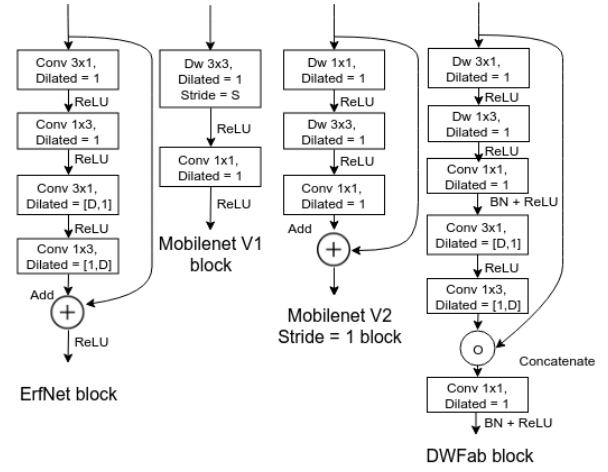 Conv 3x1,
Dilated = 1
ReLU
Conv 1x3,
Dilated = 1
ReLU
Conv 3x1,
Dilated = [D,1]
ReLU
Conv 1x3,
Dilated = [1,D]
Add
+
ReLU
ErfNet block
Dw 3x3,
Dilated = 1
Stride = S
ReLU
Conv 1x1,
Dilated = 1
ReLU
Mobilenet V1
block
Dw 1x1,
Dilated = 1
ReLU
Dw 3x3,
Dilated = 1
ReLU
Conv 1x1,
Dilated = 1
Add
+
Mobilenet V2
Stride = 1 block
Dw 3x1,
Dilated = 1
ReLU
Dw 1x3,
Dilated = 1
ReLU
Conv 1x1,
Dilated = 1
BN + ReLU
Conv 3x1,
Dilated = [D,1]
ReLU
Conv 1x3,
Dilated = [1,D]
O
Concatenate
Conv 1x1,
Dilated = 1
BN + ReLU
DWFab block